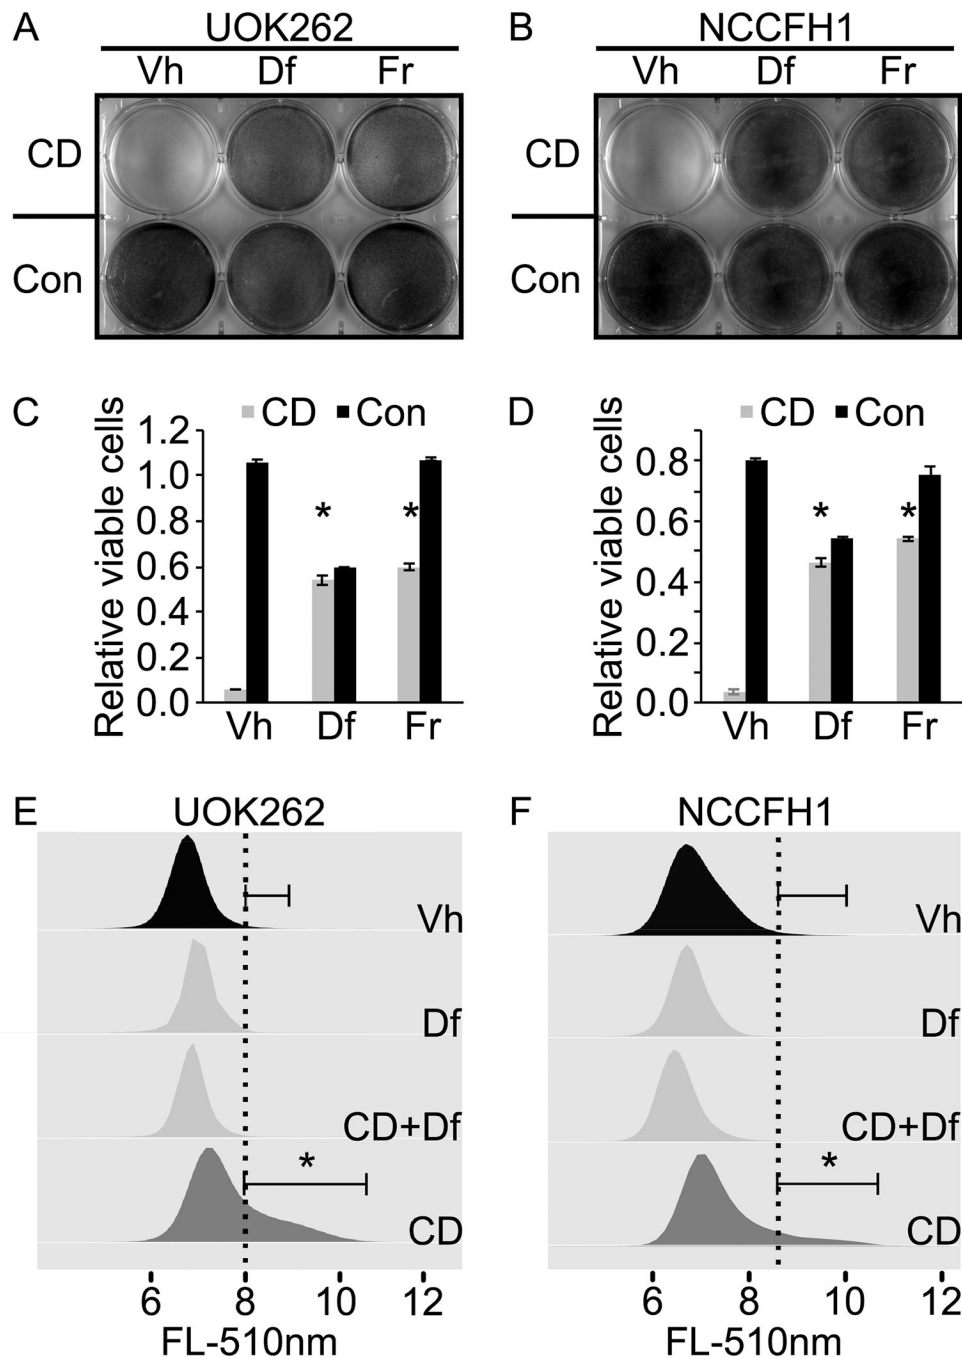 A UOK262
Vh Df Fr
CD
Con
B NCCFH1
Vh Df Fr
CD
Con
C CD Con
Relative viable cells
1.2
1.0
0.8
0.6
0.4
0.2
0.0
* *
Vh Df Fr
D CD Con
Relative viable cells
0.8
0.6
0.4
0.2
0.0
* *
Vh Df Fr
E UOK262
Vh
Df
CD+Df
*
CD
6 8 10 12
FL-510nm
F NCCFH1
Vh
Df
CD+Df
*
CD
6 8 10 12
FL-510nm